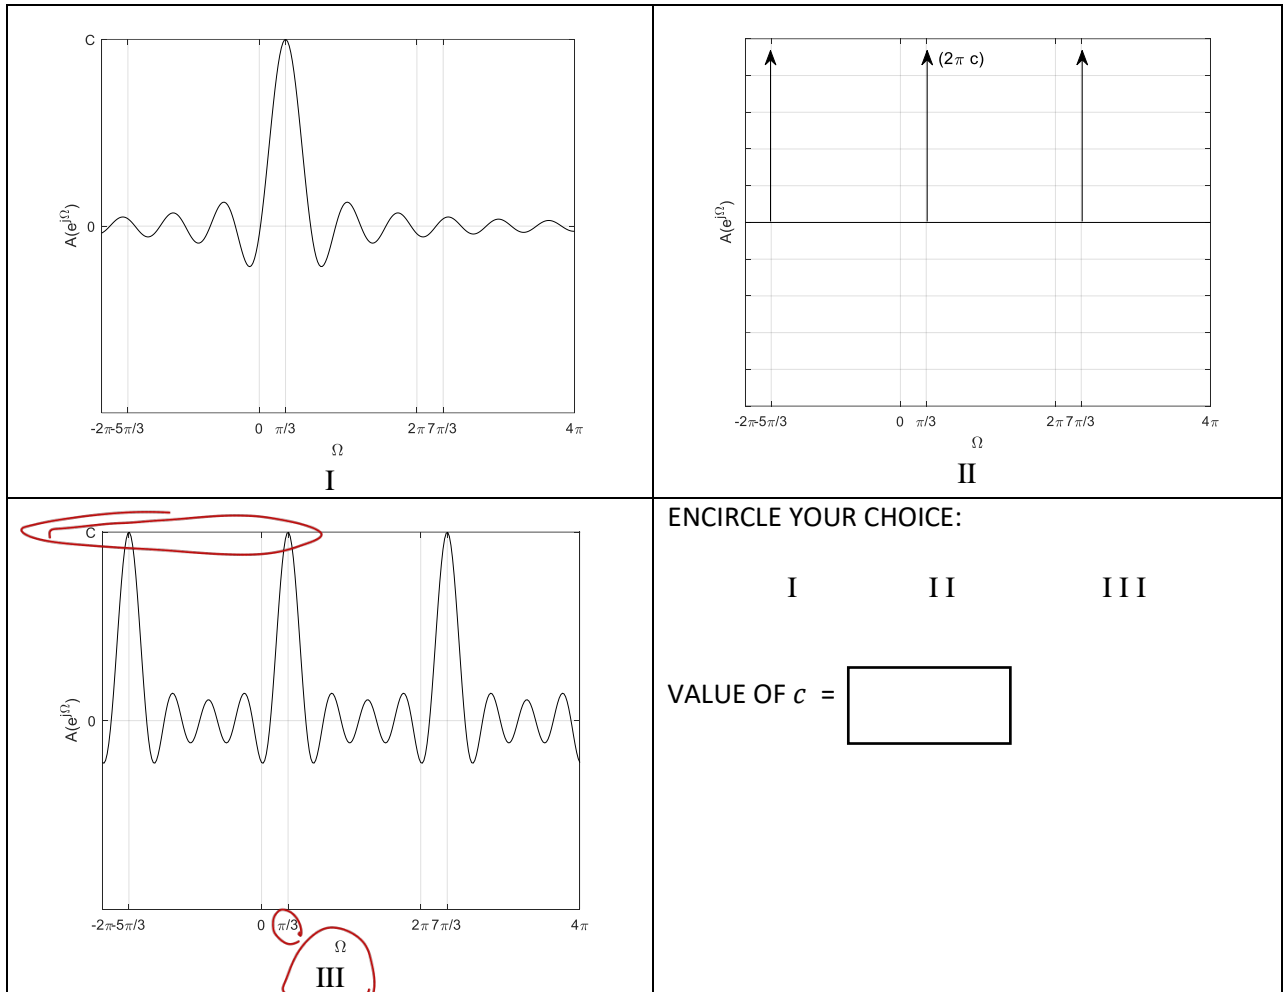 C
0
A(e^jΩ)
-2π -5π/3 0 π/3 2π 7π/3 4π
Ω
I
(2π c)
A(e^jΩ)
-2π -5π/3 0 π/3 2π 7π/3 4π
Ω
II
C
0
A(e^jΩ)
-2π -5π/3 0 π/3 2π 7π/3 4π
Ω
III
ENCIRCLE YOUR CHOICE:
I I I I I I
VALUE OF c =